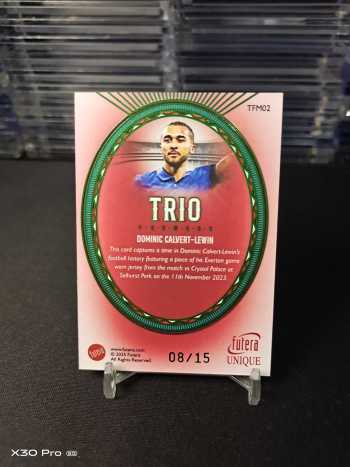 TFM02
TRIO
DOMINIC CALVERT-LEWIN
This card captures a time in Dominic Calvert-Lewin's
football history featuring a piece of his Everton game
worn jersey from the match vs Crystal Palace at
Selhurst Park on the 11th November 2023
www.futera.com
© 2025 Futera
All Rights Reserved.
08/15
futera
UNIQUE
X30 Pro